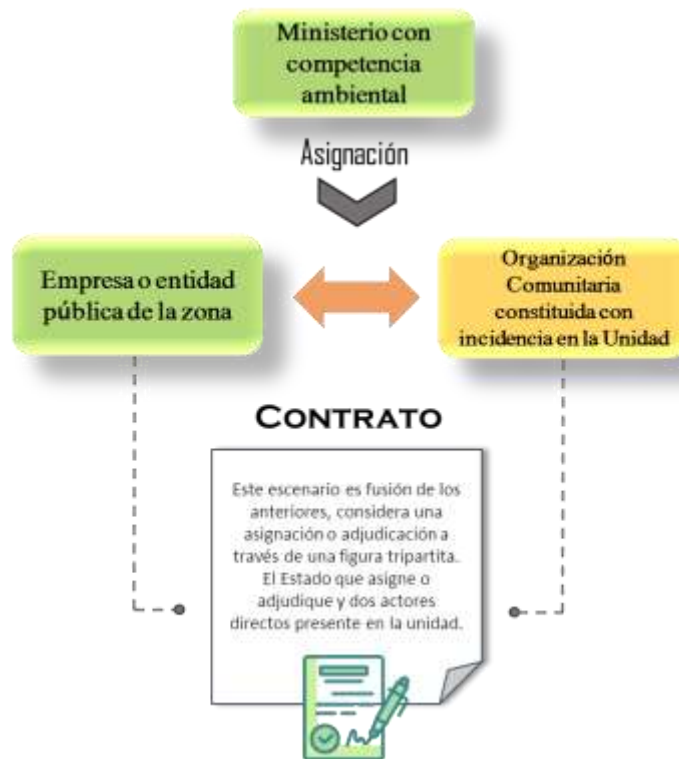 Ministerio con
competencia
ambiental
Asignación
Empresa o entidad
pública de la zona
Organización
Comunitaria
constituida con
incidencia en la Unidad
CONTRATO
Este escenario es fusión de los
anteriores, considera una
asignación o adjudicación a
través de una figura tripartita.
El Estado que asigne o
adjudique y dos actores
directos presente en la unidad.